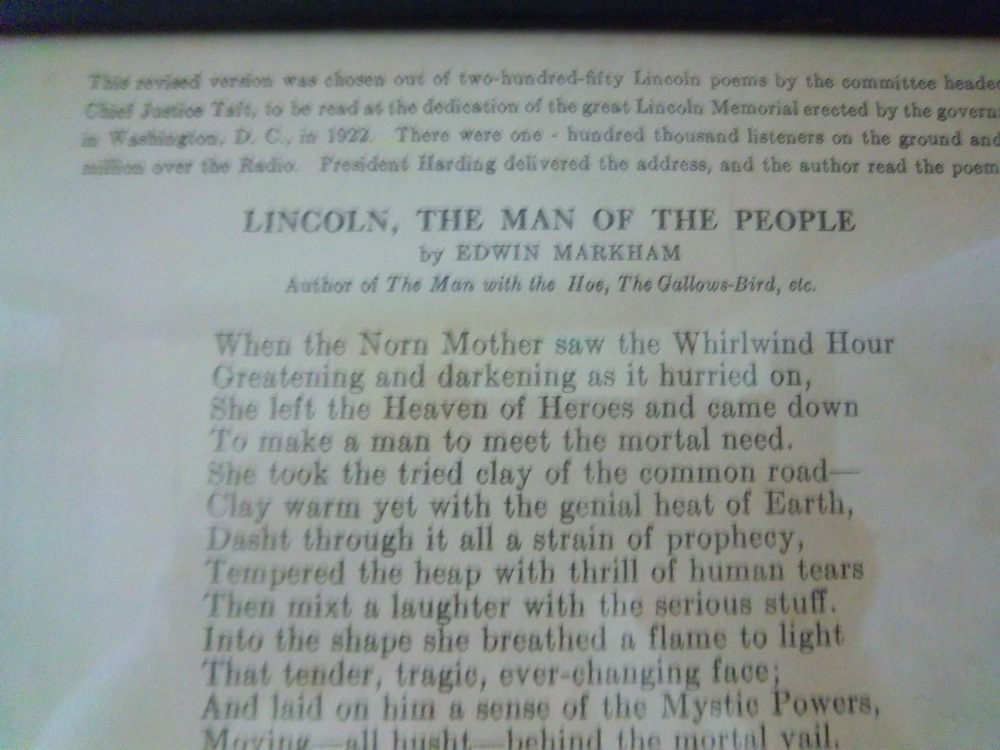 This revised version was chosen out of two-hundred-fifty Lincoln poems by the committee headed
Chief Justice Taft, to be read at the dedication of the great Lincoln Memorial erected by the govern
in Washington, D. C., in 1922. There were one - hundred thousand listeners on the ground and
million over the Radio. President Harding delivered the address, and the author read the poem
LINCOLN, THE MAN OF THE PEOPLE
by EDWIN MARKHAM
Author of The Man with the Hoe, The Gallows-Bird, etc.
When the Norn Mother saw the Whirlwind Hour
Greatening and darkening as it hurried on,
She left the Heaven of Heroes and came down
To make a man to meet the mortal need.
She took the tried clay of the common road—
Clay warm yet with the genial heat of Earth,
Dasht through it all a strain of prophecy,
Tempered the heap with thrill of human tears
Then mixt a laughter with the serious stuff.
Into the shape she breathed a flame to light
That tender, tragic, ever-changing face;
And laid on him a sense of the Mystic Powers,
Moving—all husht—behind the mortal vail.